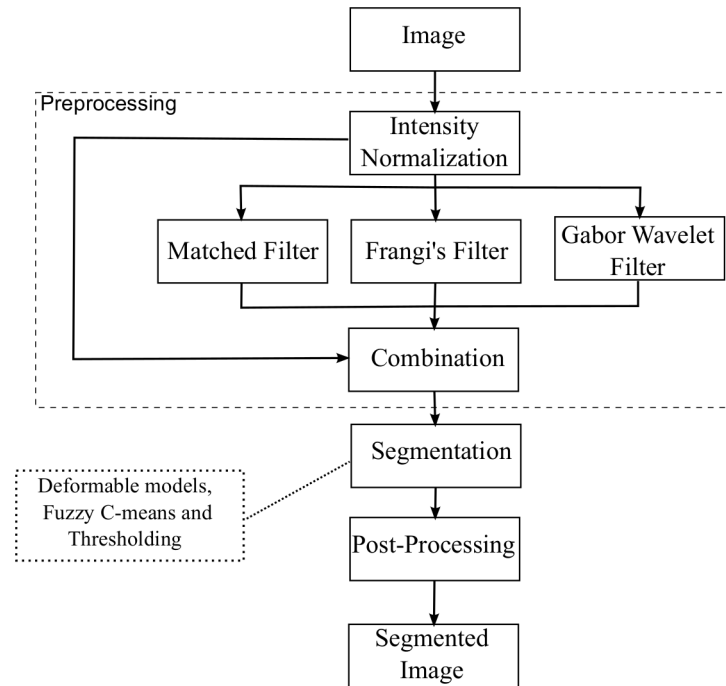 Image
Preprocessing
Intensity
Normalization
Matched Filter
Frangi's Filter
Gabor Wavelet
Filter
Combination
Segmentation
Deformable models,
Fuzzy C-means and
Thresholding
Post-Processing
Segmented
Image